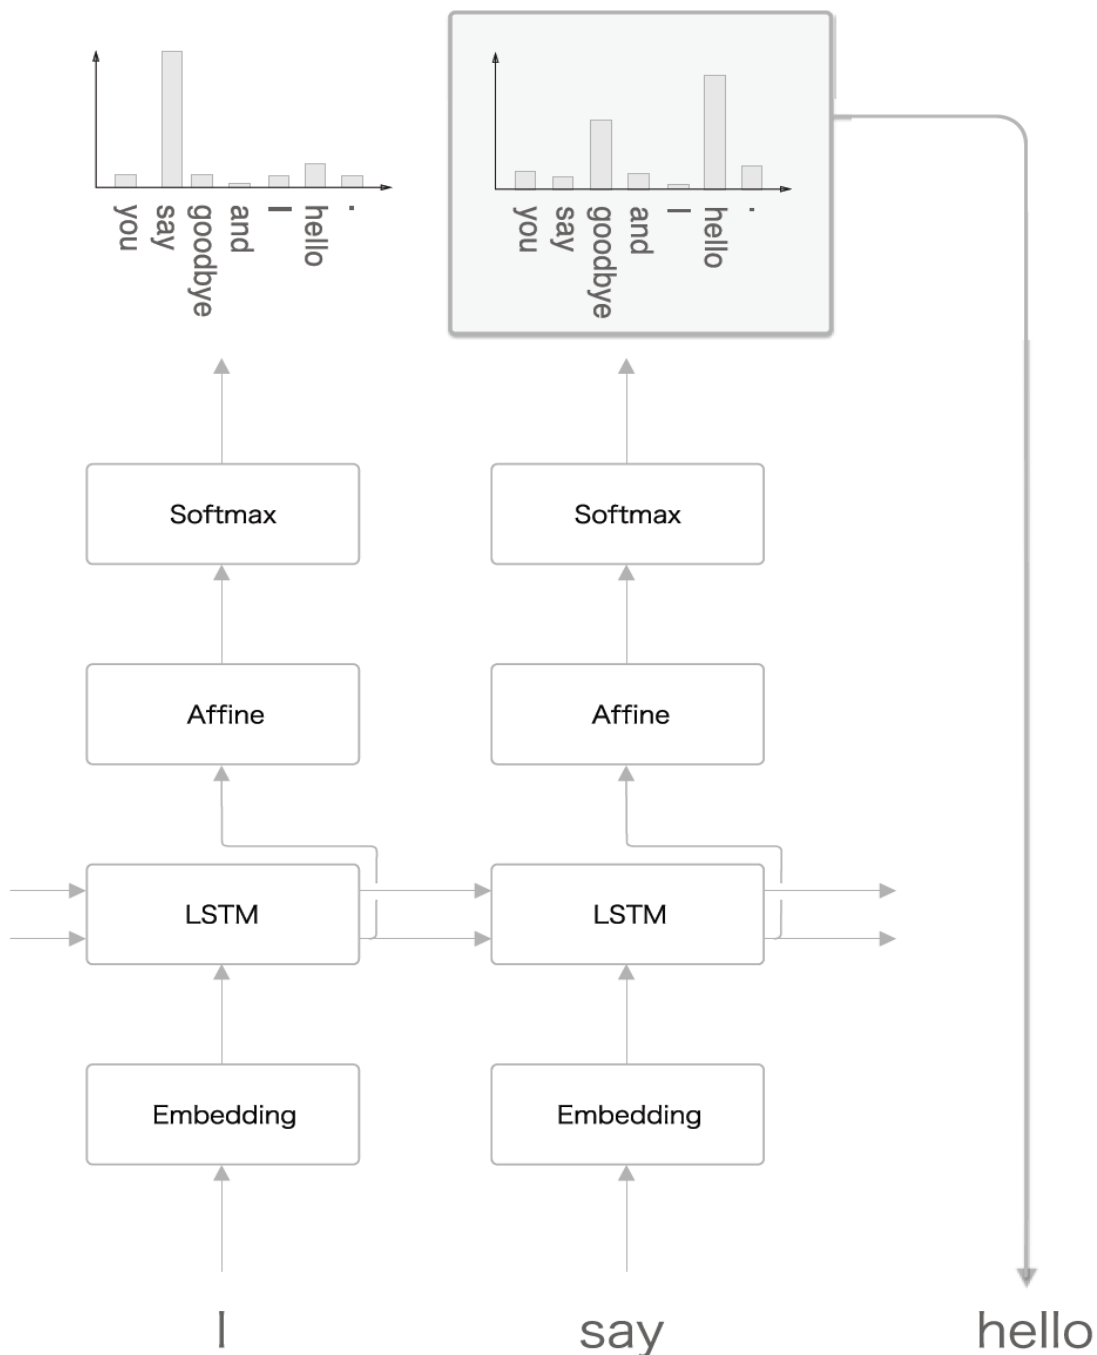 you say goodbye and I hello .
you say goodbye and I hello .
Softmax Softmax
Affine Affine
LSTM LSTM
Embedding Embedding
I say hello